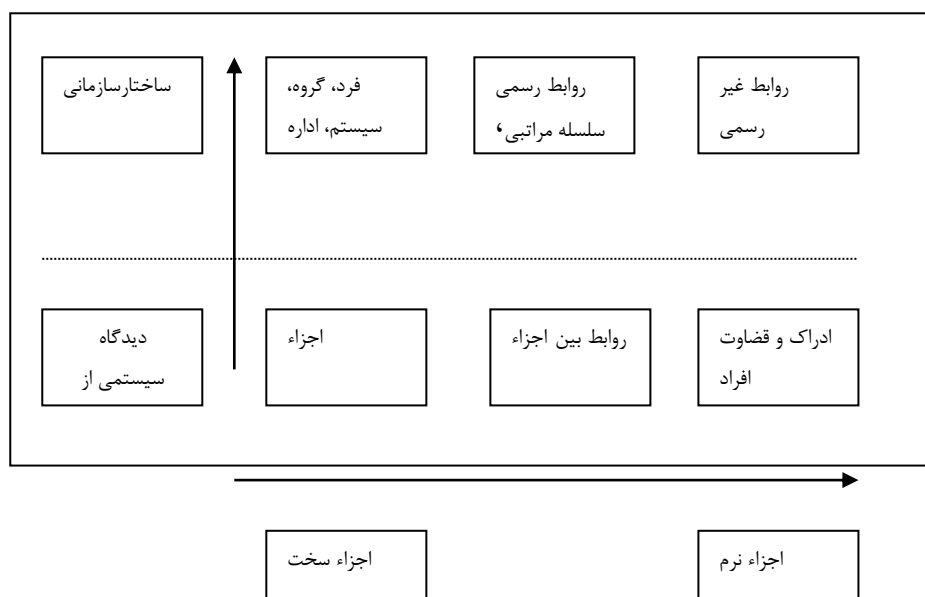 ساختارسازمانی
فرد، گروه،
سیستم، اداره
روابط رسمی
سلسله مراتبی،
روابط غیر
رسمی
دیدگاه
سیستمی از
اجزاء
روابط بین اجزاء
ادراک و قضاوت
افراد
اجزاء سخت
اجزاء نرم